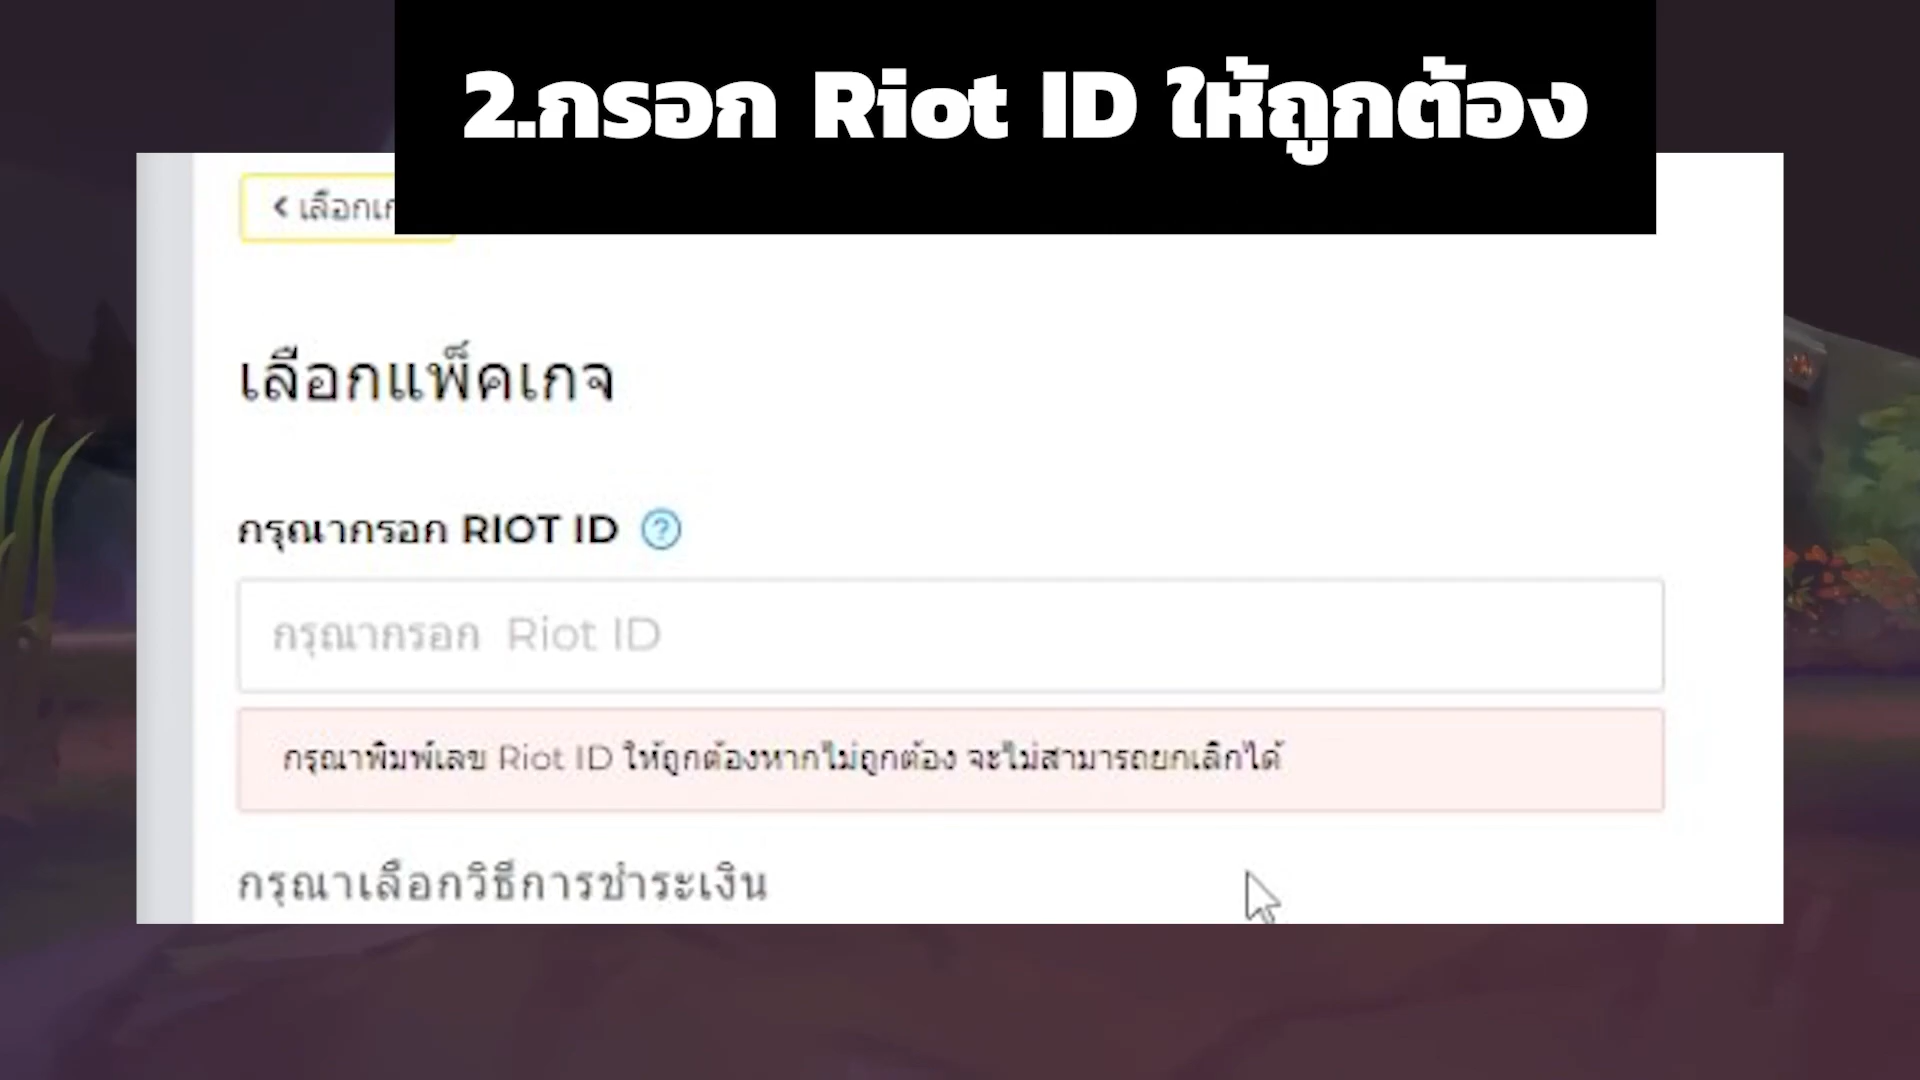 2.กรอก Riot ID ให้ถูกต้อง
< เลือก
เลือกแพ็คเกจ
กรุณากรอก RIOT ID ?
กรุณากรอก Riot ID
กรุณาพิมพ์เลข Riot ID ให้ถูกต้องหากไม่ถูกต้อง จะไม่สามารถยกเลิกได้
กรุณาเลือกวิธีการชำระเงิน